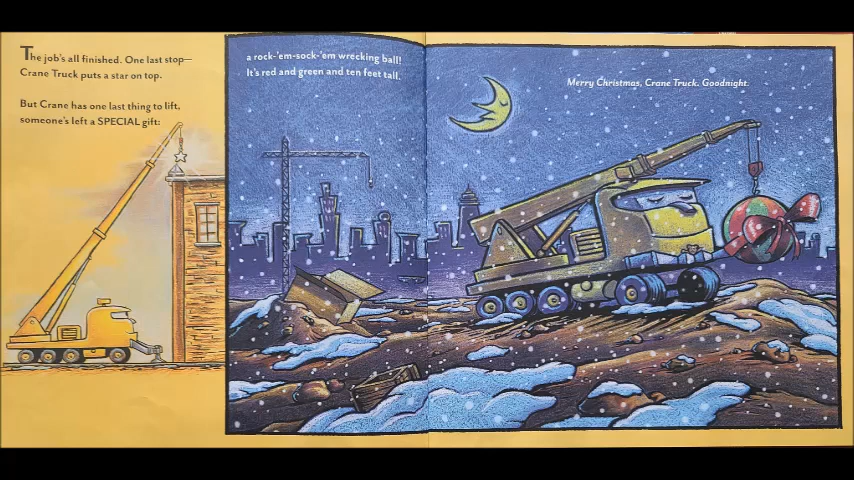 The job's all finished. One last stop—
Crane Truck puts a star on top.
But Crane has one last thing to lift,
someone's left a SPECIAL gift:
a rock-'em-sock-'em wrecking ball!
It's red and green and ten feet tall.
Merry Christmas, Crane Truck. Goodnight.